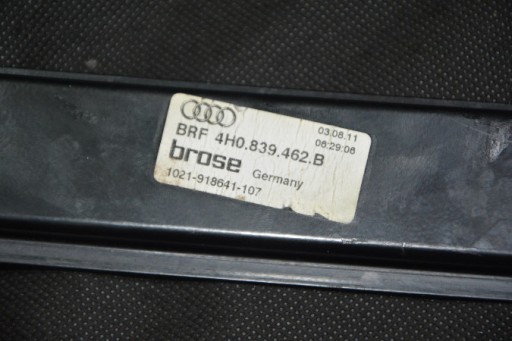 03.08.11
BRF 4H0.839.462.B
06:29:06
brose Germany
1021-918641-107